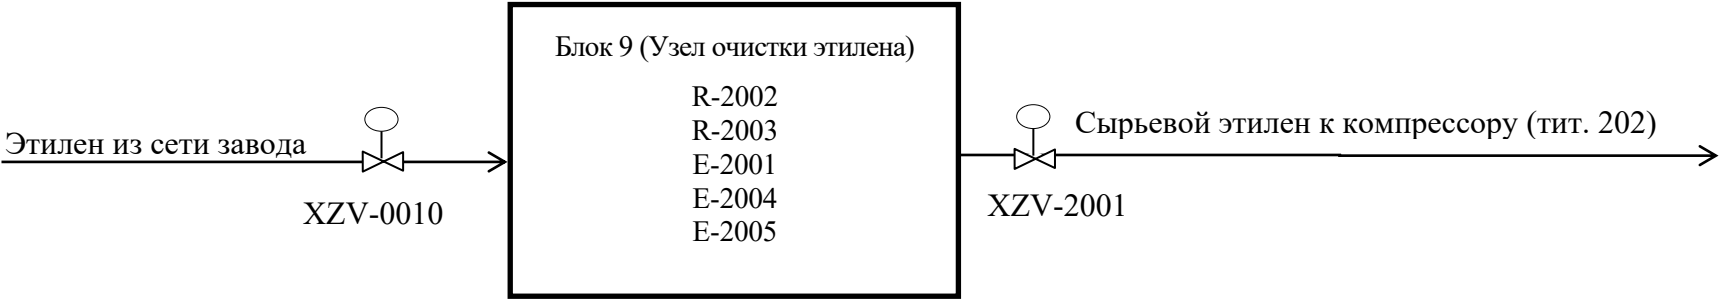 Блок 9 (Узел очистки этилена)
R-2002
R-2003
E-2001
E-2004
E-2005
Этилен из сети завода
XZV-0010
Сырьевой этилен к компрессору (тит. 202)
XZV-2001